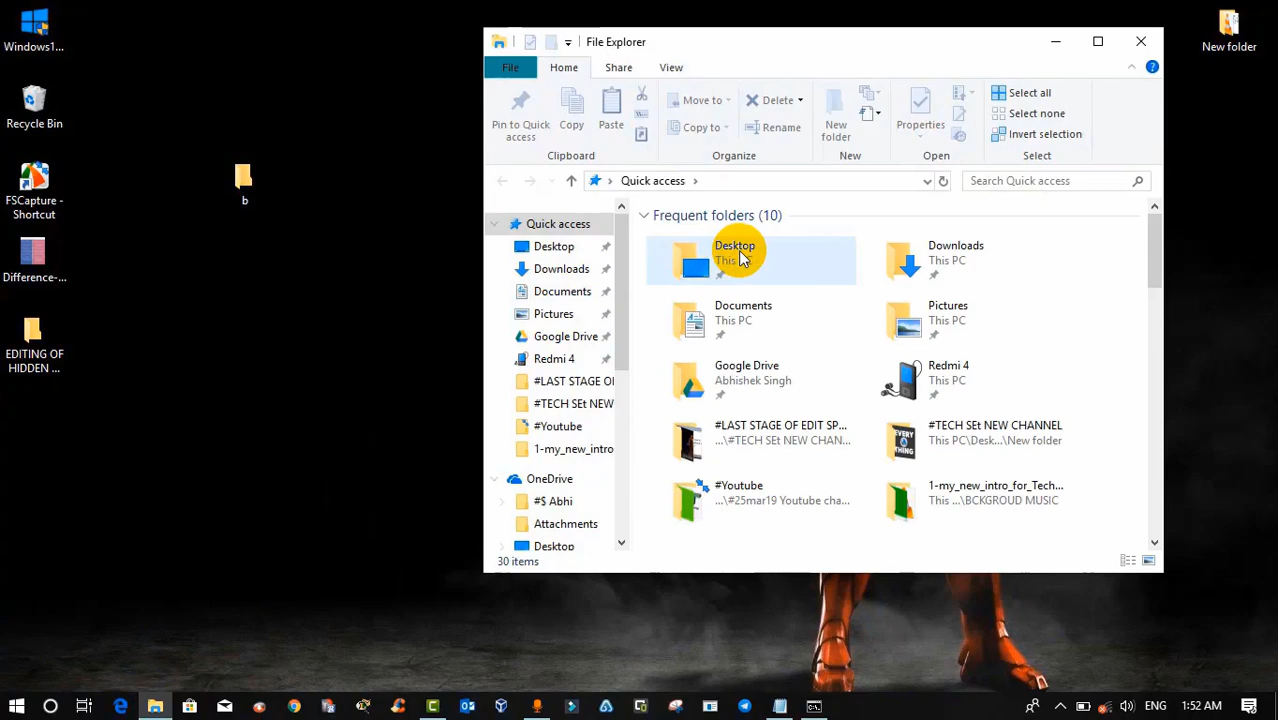 Windows1...
Recycle Bin
FSCapture -
Shortcut
Difference-...
EDITING OF
HIDDEN ...
b
New folder
File Explorer
File
Home
Share
View
Pin to Quick
access
Copy
Paste
Clipboard
Move to
Copy to
Delete
Rename
Organize
New
folder
New
Properties
Open
Select all
Select none
Invert selection
Select
Quick access
Search Quick access
Quick access
Desktop
Downloads
Documents
Pictures
Google Drive
Redmi 4
#LAST STAGE OF
#TECH SEt NEW
#Youtube
1-my_new_intro
OneDrive
#$ Abhi
Attachments
Desktop
Frequent folders (10)
Desktop
This
Downloads
This PC
Documents
This PC
Pictures
This PC
Google Drive
Abhishek Singh
Redmi 4
This PC
#LAST STAGE OF EDIT SP...
...\#TECH SEt NEW CHAN...
#TECH SEt NEW CHANNEL
This PC\Desk...\New folder
#Youtube
...\#25mar19 Youtube cha...
1-my_new_intro_for_Tech...
This ...\BCKGROUD MUSIC
30 items
ENG
1:52 AM